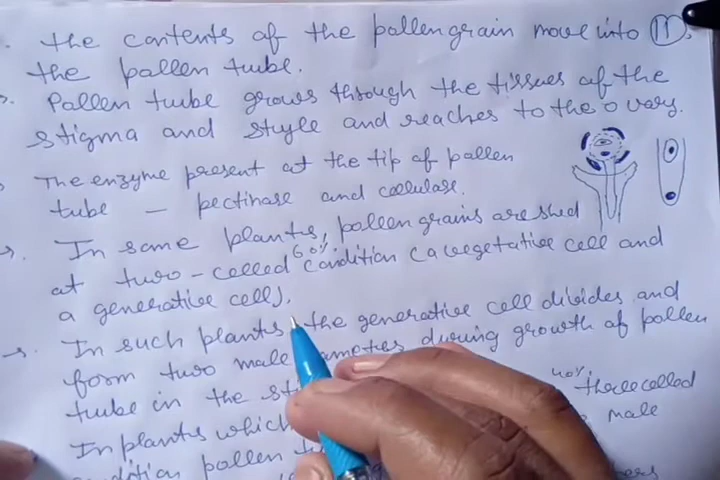 the contents of the pollen grain move into 11
the pollen tube.
Pollen tube grows through the tissues of the
stigma and style and reaches to the ovary.
The enzyme present at the tip of pollen
tube — pectinase and cellulase.
In some plants, pollen grains are shed
at two-celled 60% condition (a vegetative cell and
a generative cell).
In such plants the generative cell divides and
form two male gametes during growth of pollen
tube in the
40% three celled
In plants which
male
pollen